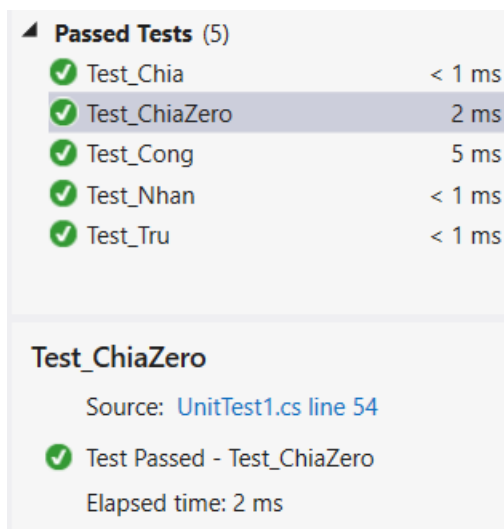 Passed Tests (5)
Test_Chia < 1 ms
Test_ChiaZero 2 ms
Test_Cong 5 ms
Test_Nhan < 1 ms
Test_Tru < 1 ms
Test_ChiaZero
Source: UnitTest1.cs line 54
Test Passed - Test_ChiaZero
Elapsed time: 2 ms